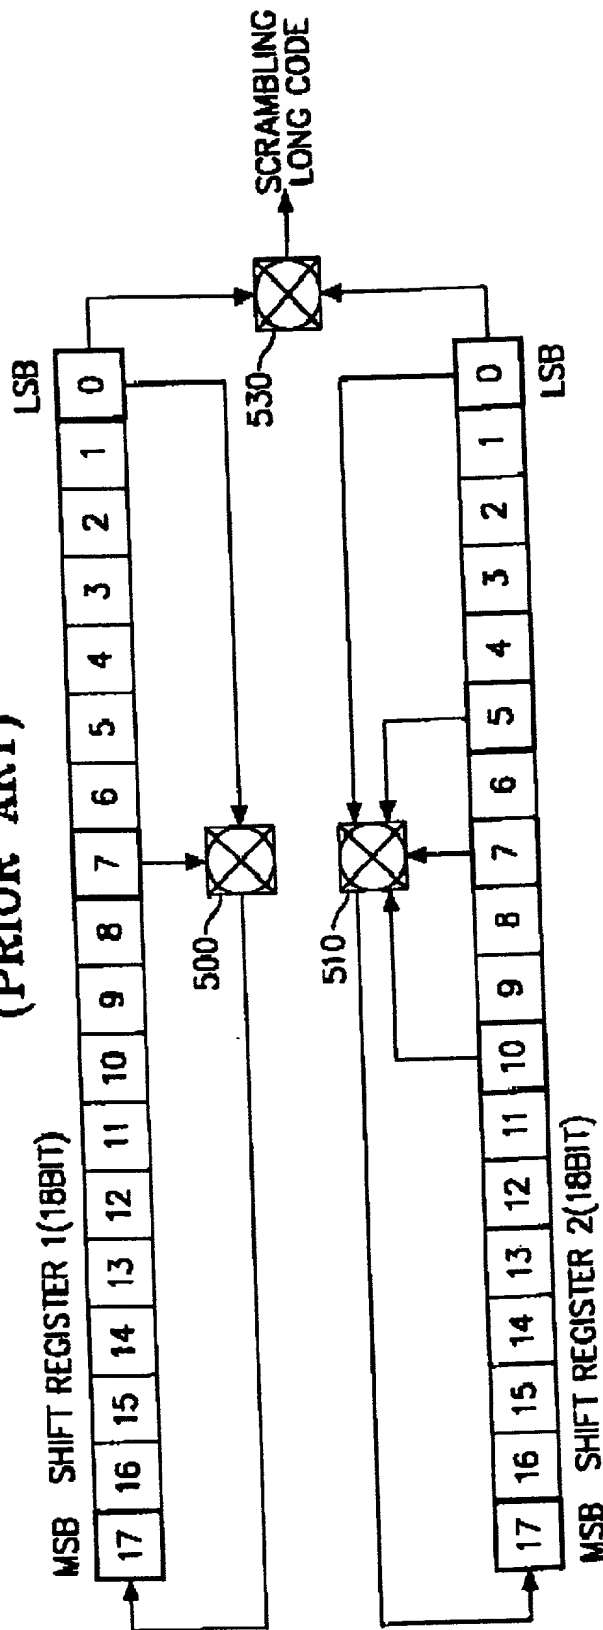 (PRIOR ART)
MSB SHIFT REGISTER 1(18BIT)
LSB
17 16 15 14 13 12 11 10 9 8 7 6 5 4 3 2 1 0
500
530
SCRAMBLING
LONG CODE
510
17 16 15 14 13 12 11 10 9 8 7 6 5 4 3 2 1 0
MSB SHIFT REGISTER 2(18BIT)
LSB